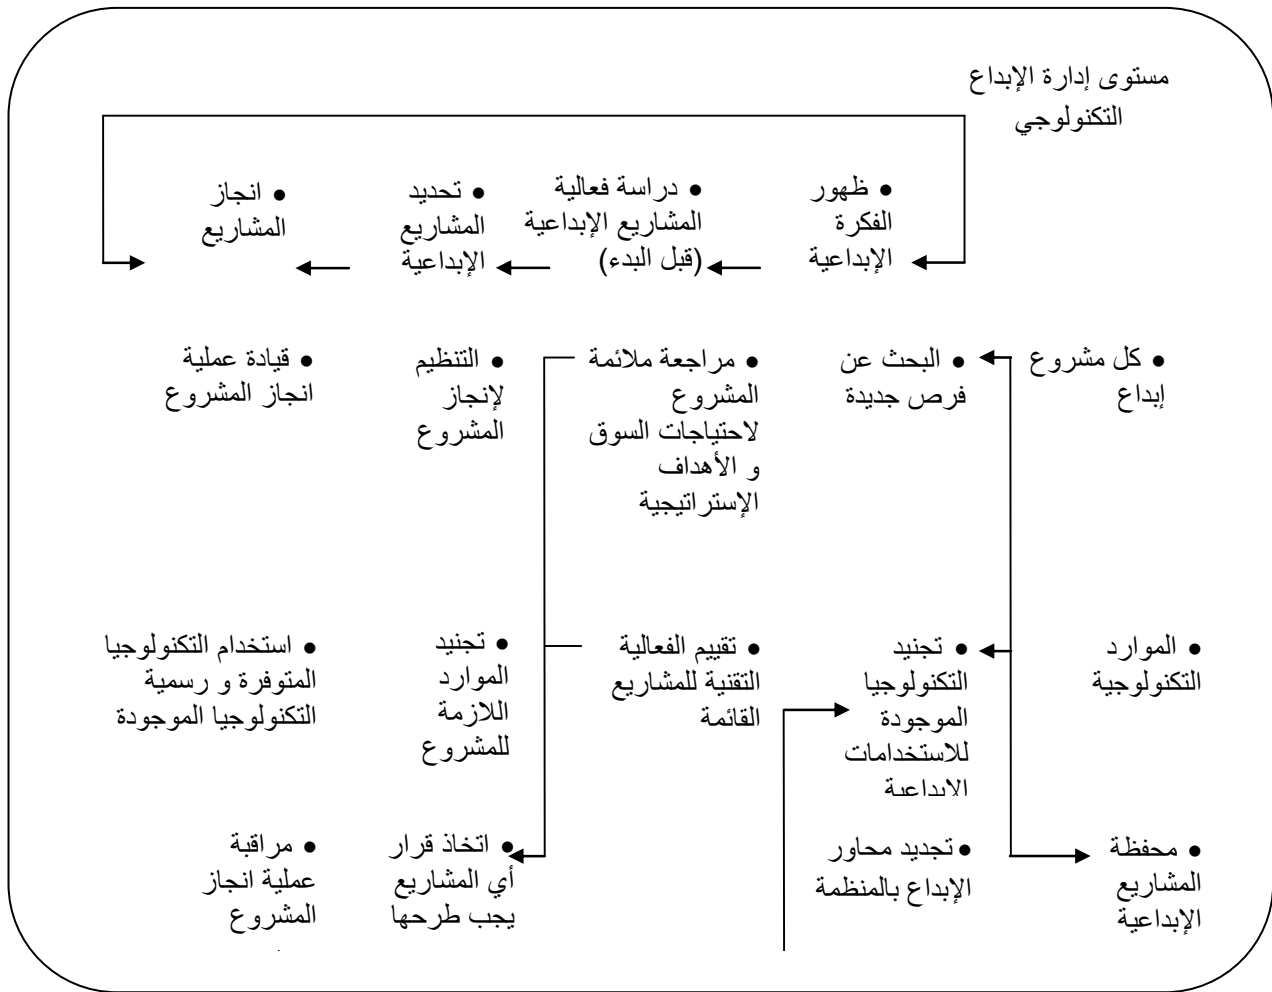 مستوى إدارة الإبداع
التكنولوجي
• ظهور
الفكرة
الإبداعية
• دراسة فعالية
المشاريع الإبداعية
(قبل البدء)
• تحديد
المشاريع
الإبداعية
• انجاز
المشاريع
• كل مشروع
إبداع
• البحث عن
فرص جديدة
• مراجعة ملائمة
المشروع
لاحتياجات السوق
و الأهداف
الإستراتيجية
• التنظيم
لإنجاز
المشروع
• قيادة عملية
انجاز المشروع
• الموارد
التكنولوجية
• تجنيد
التكنولوجيا
الموجودة
للاستخدامات
الإبداعية
• تقييم الفعالية
التقنية للمشاريع
القائمة
• تجنيد
الموارد
اللازمة
للمشروع
• استخدام التكنولوجيا
المتوفرة و رسمية
التكنولوجيا الموجودة
• محفظة
المشاريع
الإبداعية
• تجديد محاور
الإبداع بالمنظمة
• اتخاذ قرار
أي المشاريع
يجب طرحها
• مراقبة
عملية انجاز
المشروع